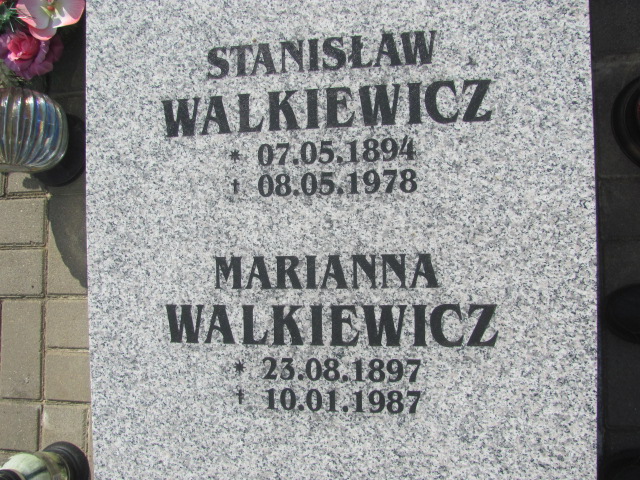 STANISŁAW
WALKIEWICZ
* 07.05.1894
† 08.05.1978
MARIANNA
WALKIEWICZ
* 23.08.1897
† 10.01.1987